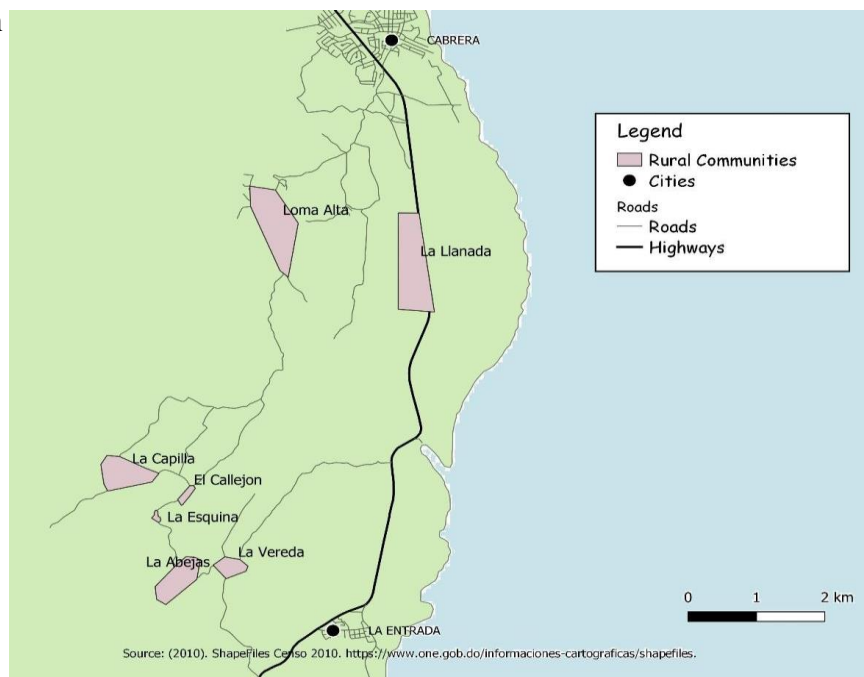 CABRERA
Legend
Rural Communities
Cities
Roads
Roads
Highways
Loma Alta
La Llanada
La Capilla
El Callejon
La Esquina
La Abejas
La Vereda
0 1 2 km
LA ENTRADA
Source: (2010). ShapeFiles Censo 2010. https://www.one.gob.do/informaciones-cartograficas/shapefiles.